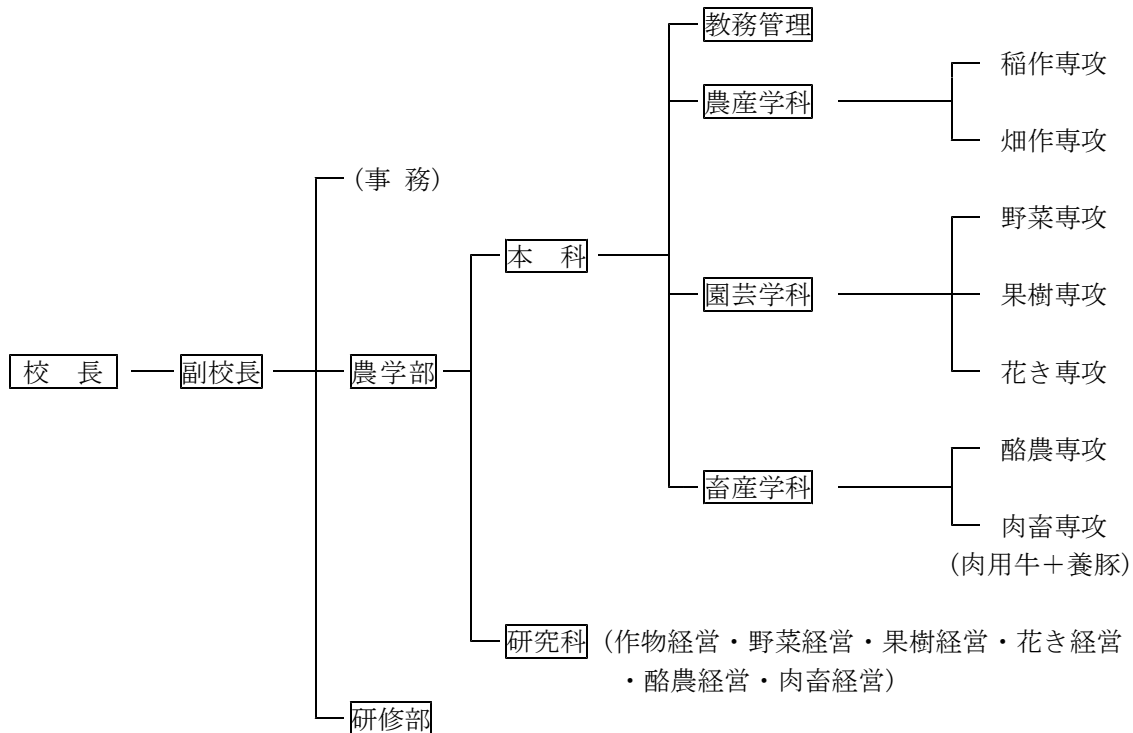 教務管理
稲作専攻
農産学科
畑作専攻
(事 務)
野菜専攻
本 科
園芸学科
果樹専攻
校 長
副校長
農学部
花き専攻
酪農専攻
畜産学科
肉畜専攻
(肉用牛+養豚)
研究科 (作物経営・野菜経営・果樹経営・花き経営
・酪農経営・肉畜経営)
研修部